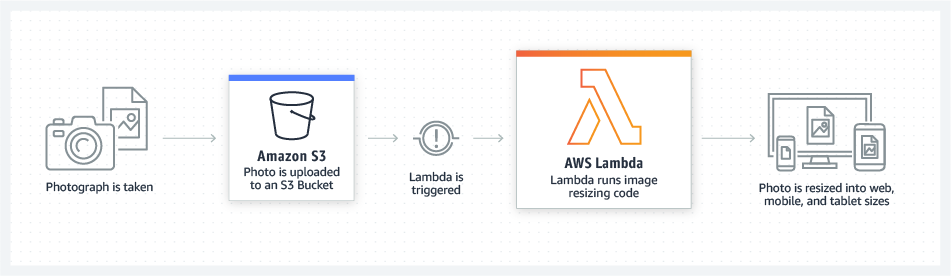 Photograph is taken
Amazon S3
Photo is uploaded
to an S3 Bucket
Lambda is
triggered
AWS Lambda
Lambda runs image
resizing code
Photo is resized into web,
mobile, and tablet sizes